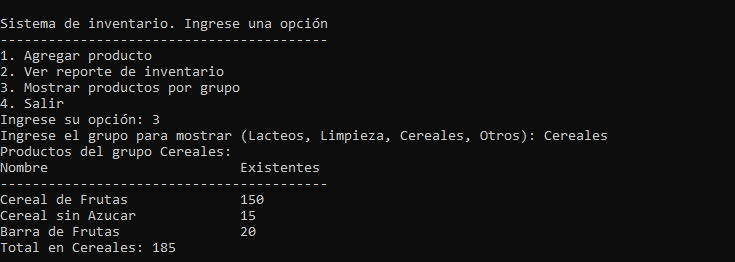 Sistema de inventario. Ingrese una opción
-----------------------------------------
1. Agregar producto
2. Ver reporte de inventario
3. Mostrar productos por grupo
4. Salir
Ingrese su opción: 3
Ingrese el grupo para mostrar (Lacteos, Limpieza, Cereales, Otros): Cereales
Productos del grupo Cereales:
Nombre                        Existentes
-----------------------------------------
Cereal de Frutas              150
Cereal sin Azucar             15
Barra de Frutas               20
Total en Cereales: 185